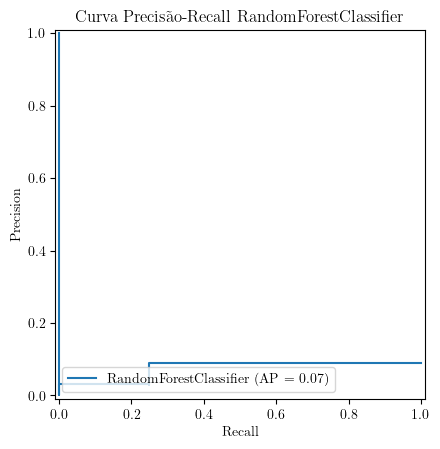 Curva Precisão-Recall RandomForestClassifier
1.0
0.8
0.6
0.4
0.2
0.0
Precision
RandomForestClassifier (AP = 0.07)
0.0 0.2 0.4 0.6 0.8 1.0
Recall